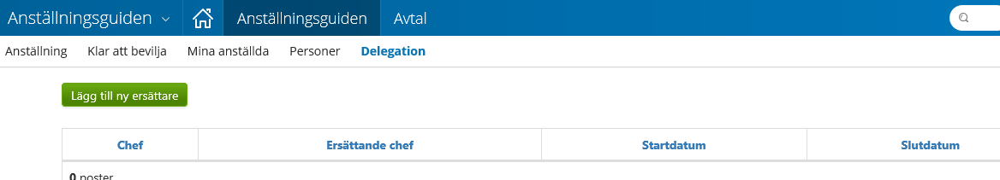 Anställningsguiden Anställningsguiden Avtal
Anställning Klar att bevilja Mina anställda Personer Delegation
Lägg till ny ersättare
Chef Ersättande chef Startdatum Slutdatum
0 poster